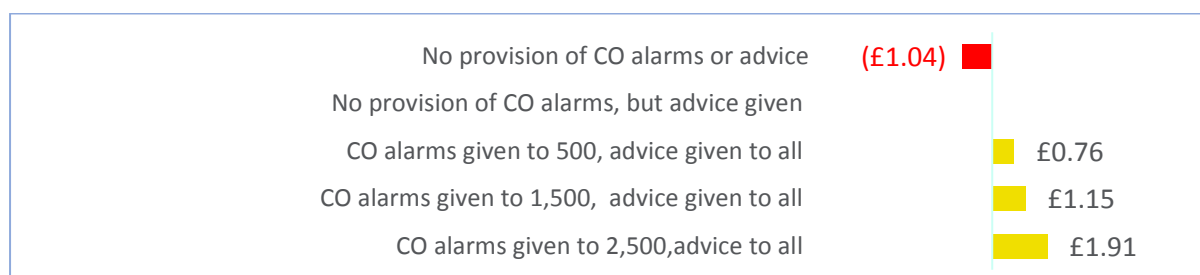 No provision of CO alarms or advice (£1.04)
No provision of CO alarms, but advice given
CO alarms given to 500, advice given to all £0.76
CO alarms given to 1,500,  advice given to all £1.15
CO alarms given to 2,500,advice to all £1.91